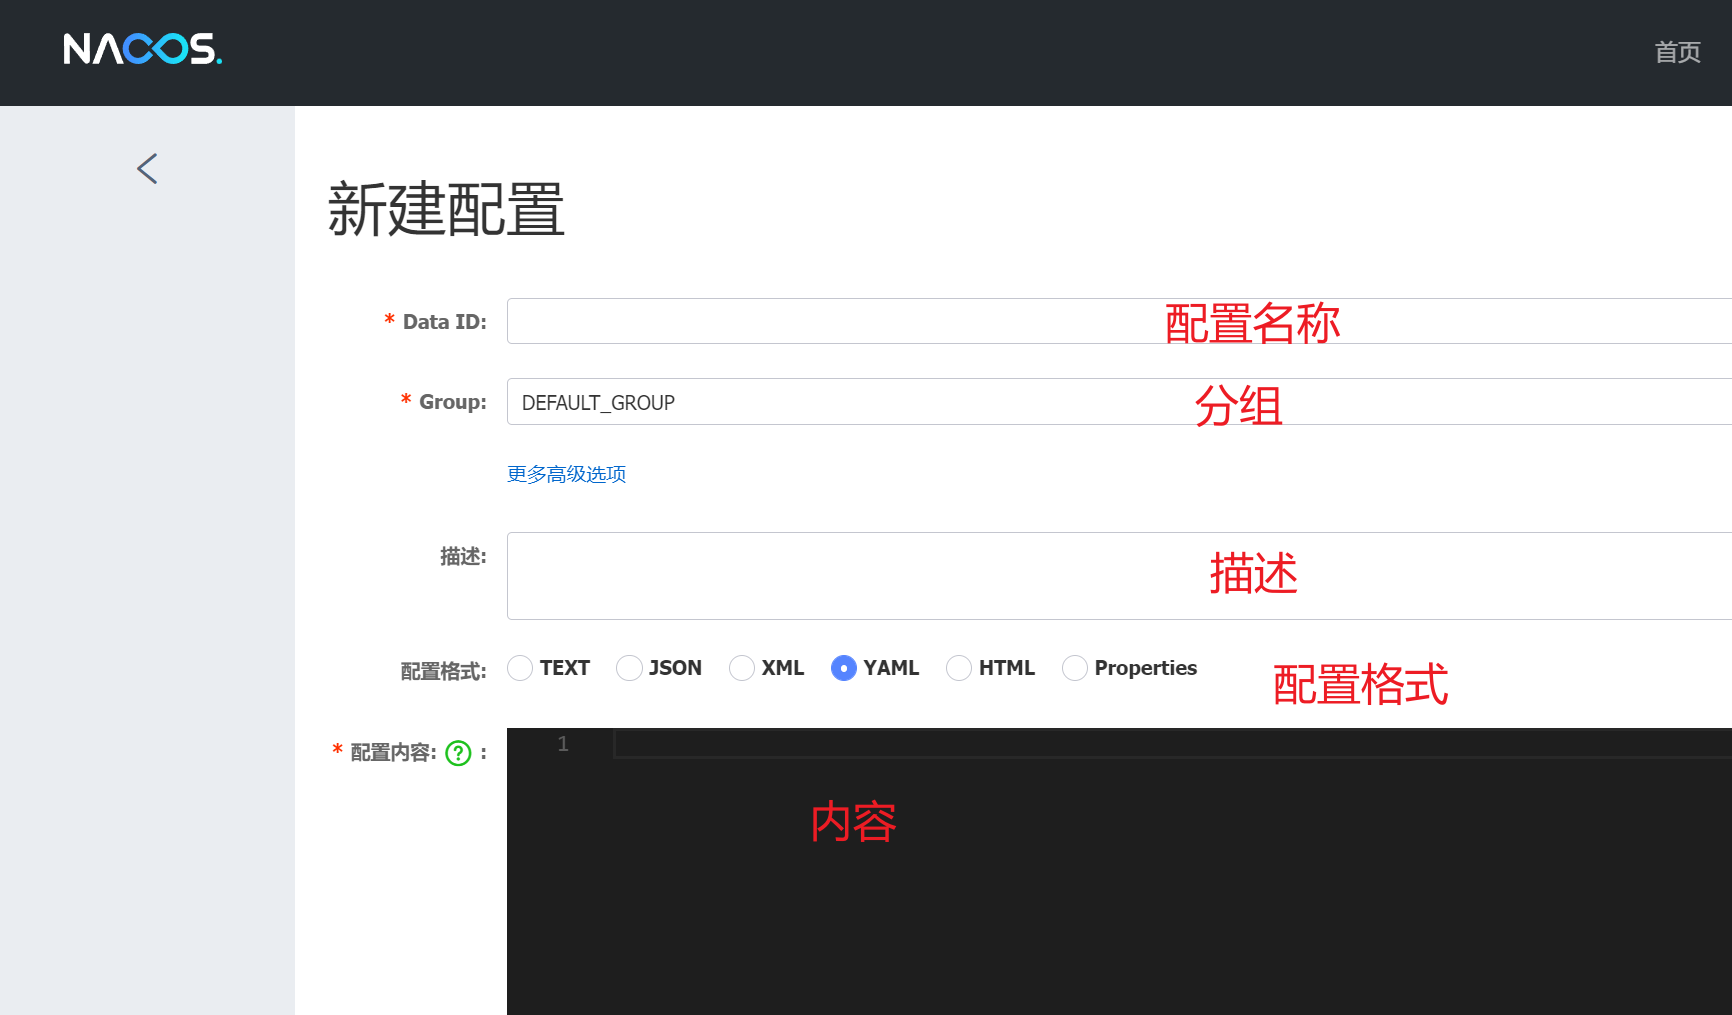 NACOS.
首页
新建配置
* Data ID:
配置名称
* Group:
DEFAULT_GROUP
分组
更多高级选项
描述:
描述
配置格式:
TEXT JSON XML YAML HTML Properties
配置格式
* 配置内容: ? :
1
内容